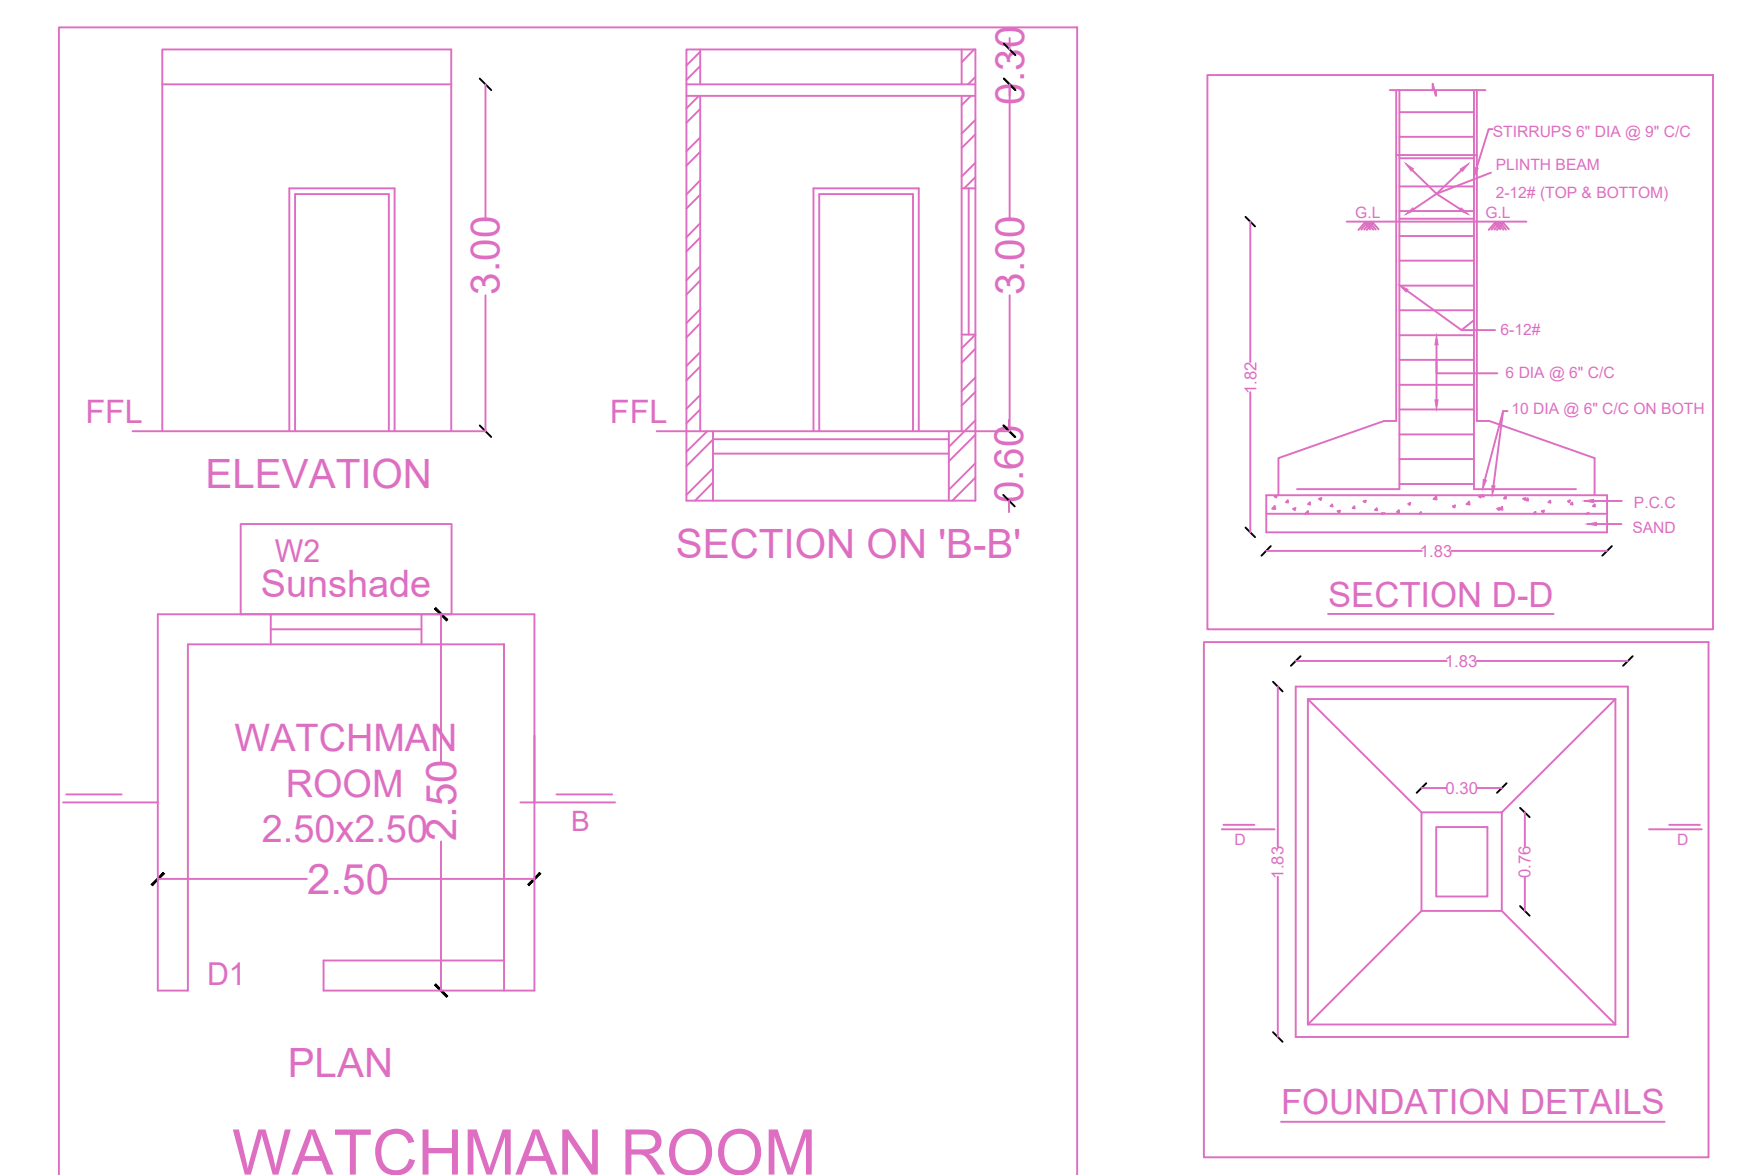 3.00
FFL
ELEVATION
0.30
3.00
FFL
0.60
SECTION ON 'B-B'
W2
Sunshade
WATCHMAN
ROOM
2.50x2.50
2.50
2.50
B
D1
PLAN
WATCHMAN ROOM
STIRRUPS 6" DIA @ 9" C/C
PLINTH BEAM
2-12# (TOP & BOTTOM)
G.L
G.L
6-12#
1.82
6 DIA @ 6" C/C
10 DIA @ 6" C/C ON BOTH
P.C.C
SAND
1.83
SECTION D-D
1.83
0.30
D
D
1.83
0.76
FOUNDATION DETAILS